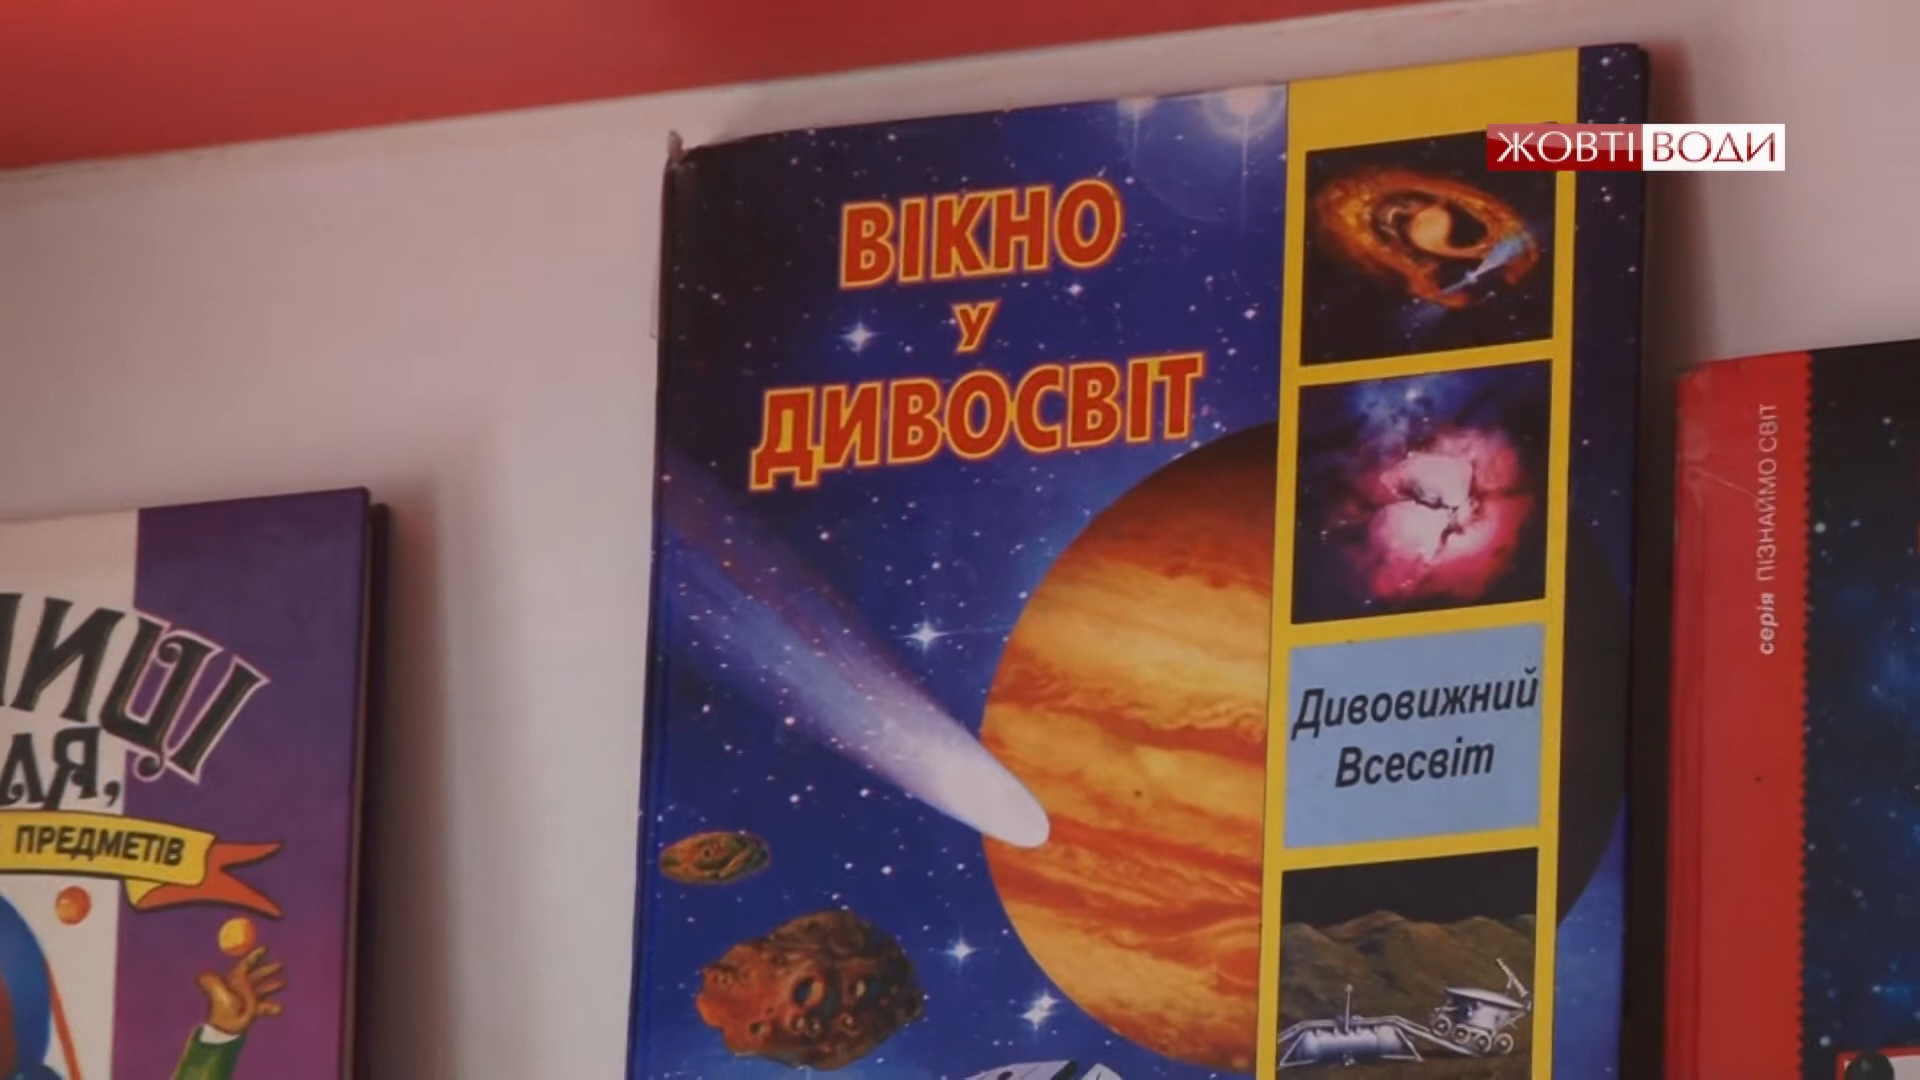 ЖОВТІ ВОДИ
ВІКНО
У
ДИВОСВІТ
Дивовижний
Всесвіт
ПРЕДМЕТІВ
серія ПІЗНАЙМО СВІТ